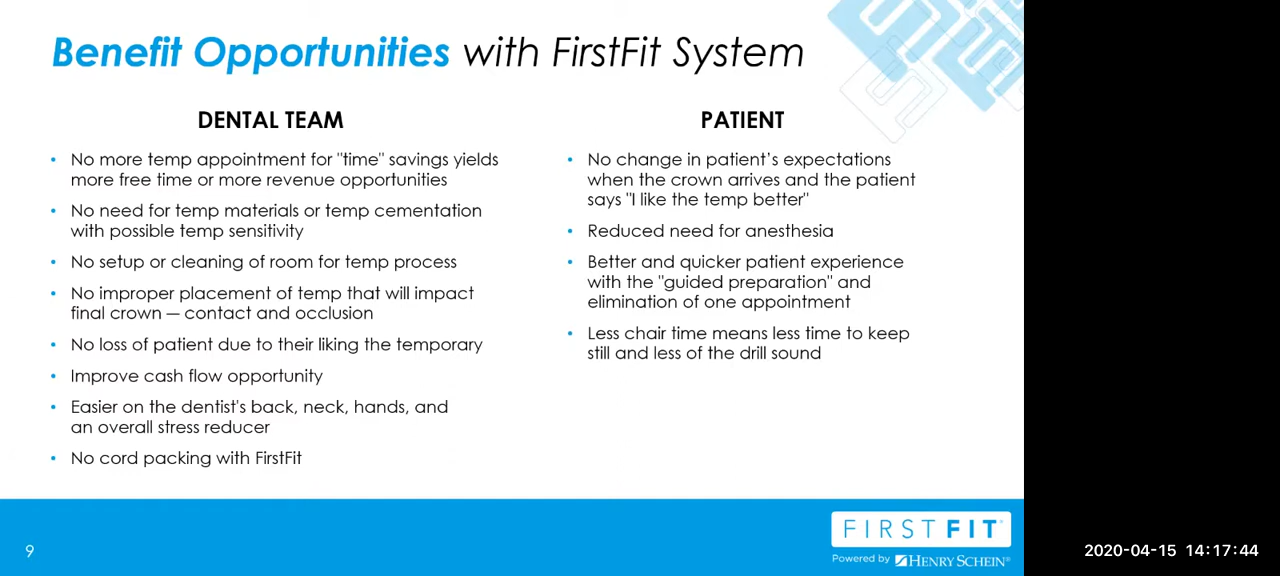 Benefit Opportunities with FirstFit System
DENTAL TEAM
• No more temp appointment for "time" savings yields
more free time or more revenue opportunities
• No need for temp materials or temp cementation
with possible temp sensitivity
• No setup or cleaning of room for temp process
• No improper placement of temp that will impact
final crown — contact and occlusion
• No loss of patient due to their liking the temporary
• Improve cash flow opportunity
• Easier on the dentist's back, neck, hands, and
an overall stress reducer
• No cord packing with FirstFit
PATIENT
• No change in patient's expectations
when the crown arrives and the patient
says "I like the temp better"
• Reduced need for anesthesia
• Better and quicker patient experience
with the "guided preparation" and
elimination of one appointment
• Less chair time means less time to keep
still and less of the drill sound
9
FIRSTFIT
Powered by HENRY SCHEIN®
2020-04-15 14:17:44